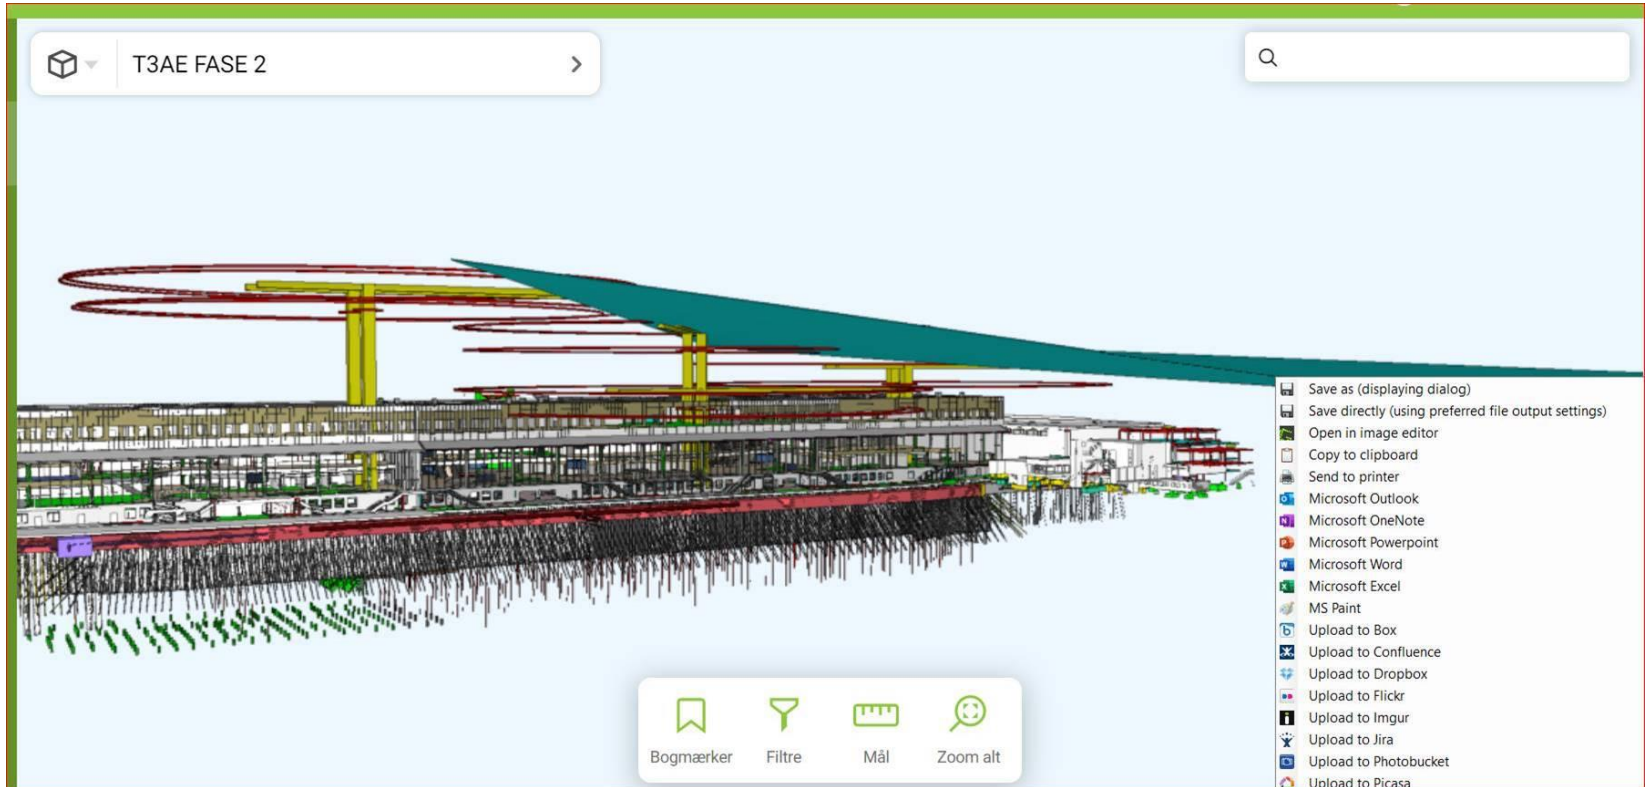 T3AE FASE 2
Save as (displaying dialog)
Save directly (using preferred file output settings)
Open in image editor
Copy to clipboard
Send to printer
Microsoft Outlook
Microsoft OneNote
Microsoft Powerpoint
Microsoft Word
Microsoft Excel
MS Paint
Upload to Box
Upload to Confluence
Upload to Dropbox
Upload to Flickr
Upload to Imgur
Upload to Jira
Upload to Photobucket
Upload to Picasa
Bogmærker Filtre Mål Zoom alt